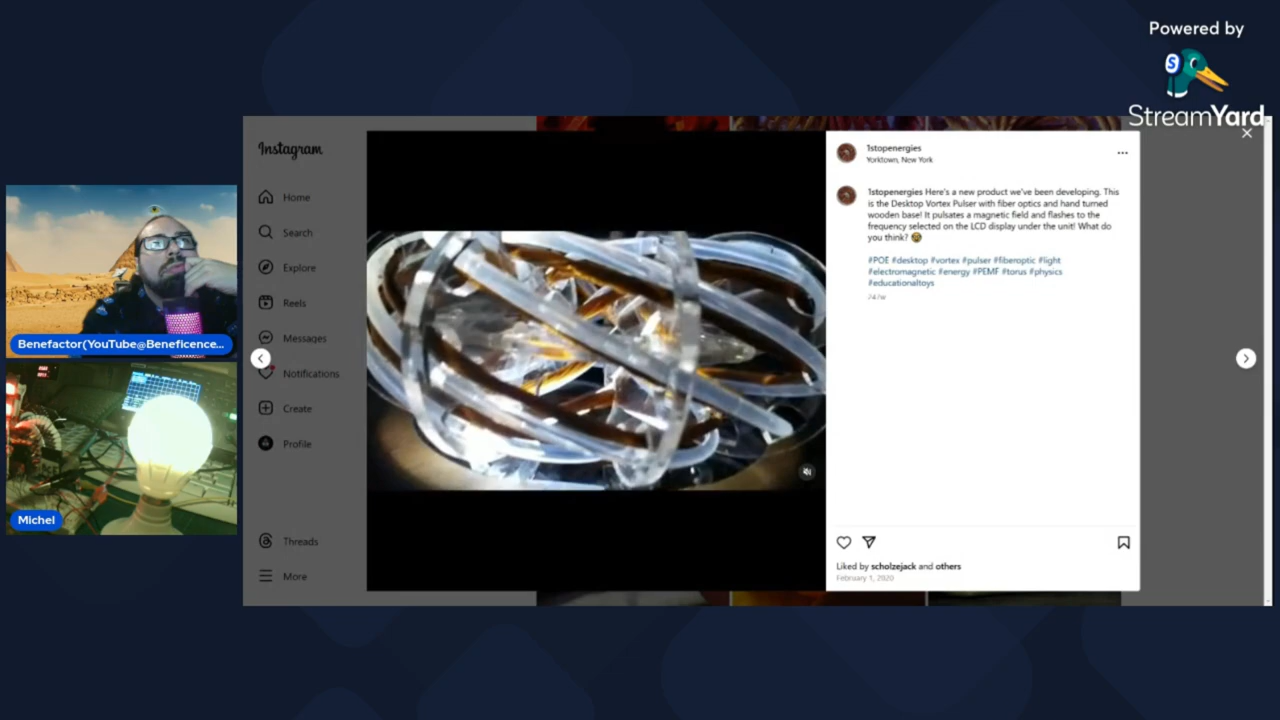 Powered by
StreamYard
Instagram
Home
Search
Explore
Reels
Messages
Notifications
Create
Profile
Threads
More
1stopenergies
Yorktown, New York
1stopenergies Here's a new product we've been developing. This
is the Desktop Vortex Pulser with fiber optics and hand turned
wooden base! It pulsates a magnetic field and flashes to the
frequency selected on the LCD display under the unit! What do
you think?
#POE #desktop #vortex #pulser #fiberoptic #light
#electromagnetic #energy #PEMF #torus #physics
#educationaltoys
Liked by scholzejack and others
February 1, 2020
Benefactor(YouTube@Beneficence...
Michel